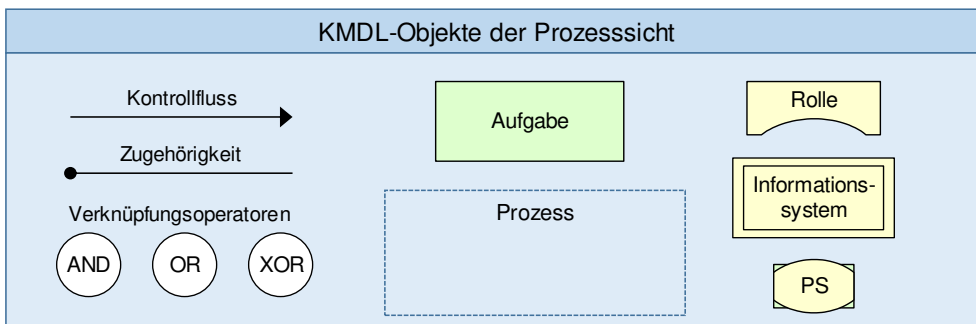 KMDL-Objekte der Prozesssicht
Kontrollfluss
Zugehörigkeit
Verknüpfungsoperatoren
AND OR XOR
Aufgabe
Prozess
Rolle
Informations-
system
PS